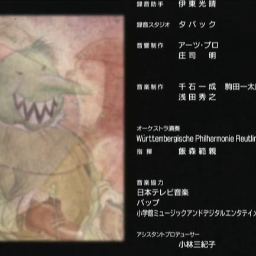 録音助手　伊東光晴
録音スタジオ　タバック
音響制作　アーツ・プロ
庄司　明
音楽制作　千石一成　駒田一太
浅田秀之
オーケストラ演奏
Württembergische Philharmonie Reutlin
指揮　飯森範親
音楽協力
日本テレビ音楽
バップ
小学館ミュージックアンドデジタルエンタテイメ
アシスタントプロデューサー
小林三紀子